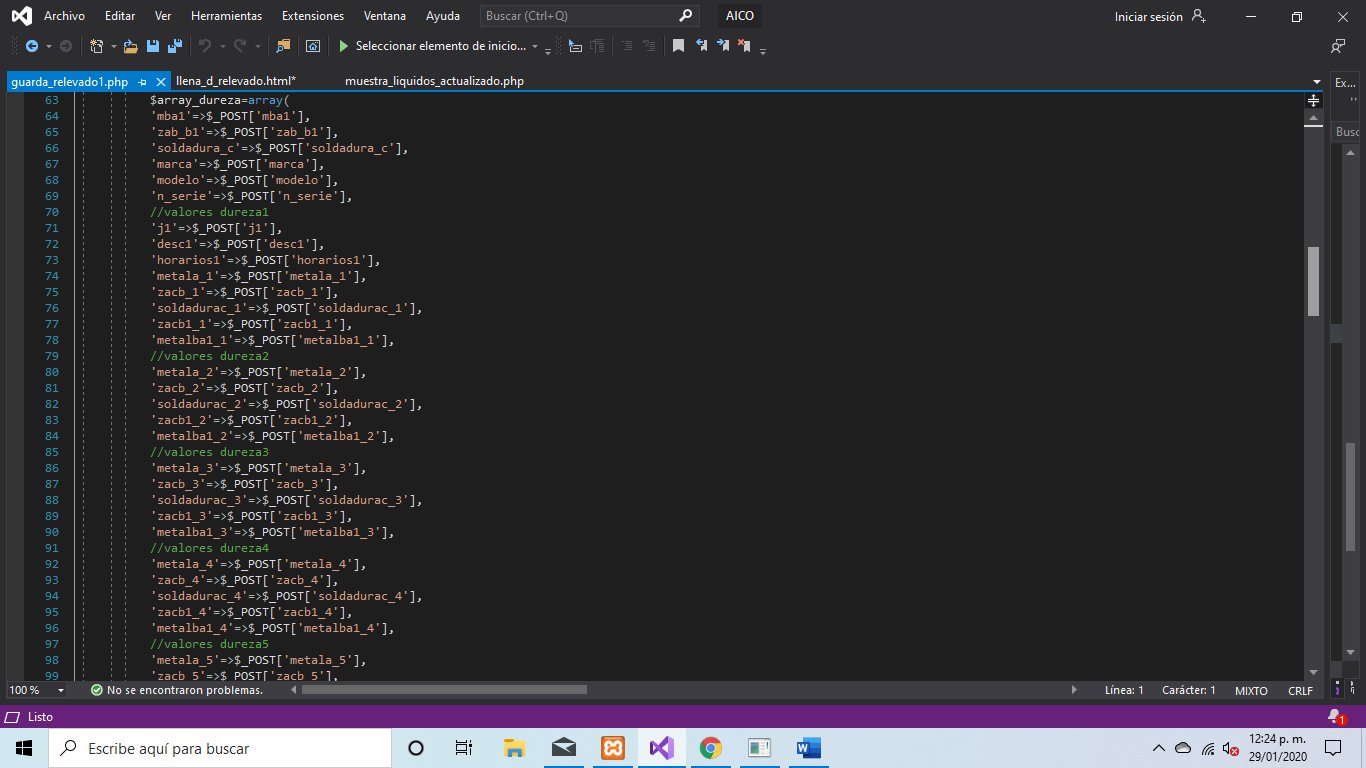 Archivo Editar Ver Herramientas Extensiones Ventana Ayuda Buscar (Ctrl+Q) AICO Iniciar sesión
Seleccionar elemento de inicio...
guarda_relevado1.php llena_d_relevado.html* muestra_liquidos_actualizado.php Ex...
Busc
63 $array_dureza=array(
64 'mba1'=>$_POST['mba1'],
65 'zab_b1'=>$_POST['zab_b1'],
66 'soldadura_c'=>$_POST['soldadura_c'],
67 'marca'=>$_POST['marca'],
68 'modelo'=>$_POST['modelo'],
69 'n_serie'=>$_POST['n_serie'],
70 //valores dureza1
71 'j1'=>$_POST['j1'],
72 'desc1'=>$_POST['desc1'],
73 'horarios1'=>$_POST['horarios1'],
74 'metala_1'=>$_POST['metala_1'],
75 'zacb_1'=>$_POST['zacb_1'],
76 'soldadurac_1'=>$_POST['soldadurac_1'],
77 'zacb1_1'=>$_POST['zacb1_1'],
78 'metalba1_1'=>$_POST['metalba1_1'],
79 //valores dureza2
80 'metala_2'=>$_POST['metala_2'],
81 'zacb_2'=>$_POST['zacb_2'],
82 'soldadurac_2'=>$_POST['soldadurac_2'],
83 'zacb1_2'=>$_POST['zacb1_2'],
84 'metalba1_2'=>$_POST['metalba1_2'],
85 //valores dureza3
86 'metala_3'=>$_POST['metala_3'],
87 'zacb_3'=>$_POST['zacb_3'],
88 'soldadurac_3'=>$_POST['soldadurac_3'],
89 'zacb1_3'=>$_POST['zacb1_3'],
90 'metalba1_3'=>$_POST['metalba1_3'],
91 //valores dureza4
92 'metala_4'=>$_POST['metala_4'],
93 'zacb_4'=>$_POST['zacb_4'],
94 'soldadurac_4'=>$_POST['soldadurac_4'],
95 'zacb1_4'=>$_POST['zacb1_4'],
96 'metalba1_4'=>$_POST['metalba1_4'],
97 //valores dureza5
98 'metala_5'=>$_POST['metala_5'],
99 'zacb_5'=>$_POST['zacb_5'],
100 % No se encontraron problemas. Línea: 1 Carácter: 1 MIXTO CRLF
Listo 1
Escribe aquí para buscar 12:24 p. m.
29/01/2020